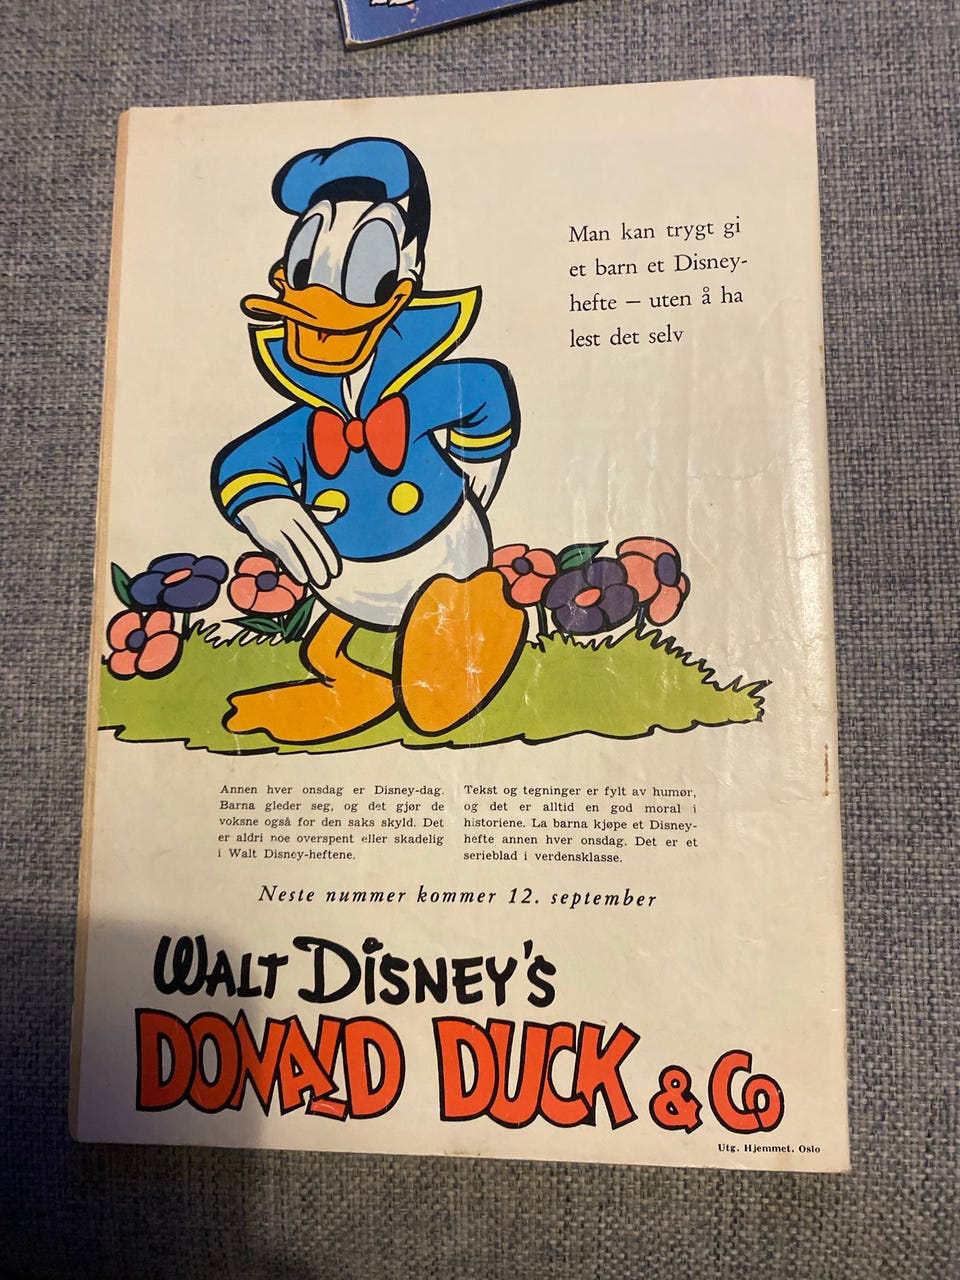 Man kan trygt gi
et barn et Disney-
hefte – uten å ha
lest det selv
Annen hver onsdag er Disney-dag.
Barna gleder seg, og det gjør de
voksne også for den saks skyld. Det
er aldri noe overspent eller skadelig
i Walt Disney-heftene.
Tekst og tegninger er fylt av humør,
og det er alltid en god moral i
historiene. La barna kjøpe et Disney-
hefte annen hver onsdag. Det er et
serieblad i verdensklasse.
Neste nummer kommer 12. september
WALT DISNEY'S
DONALD DUCK & Co
Utg. Hjemmet, Oslo